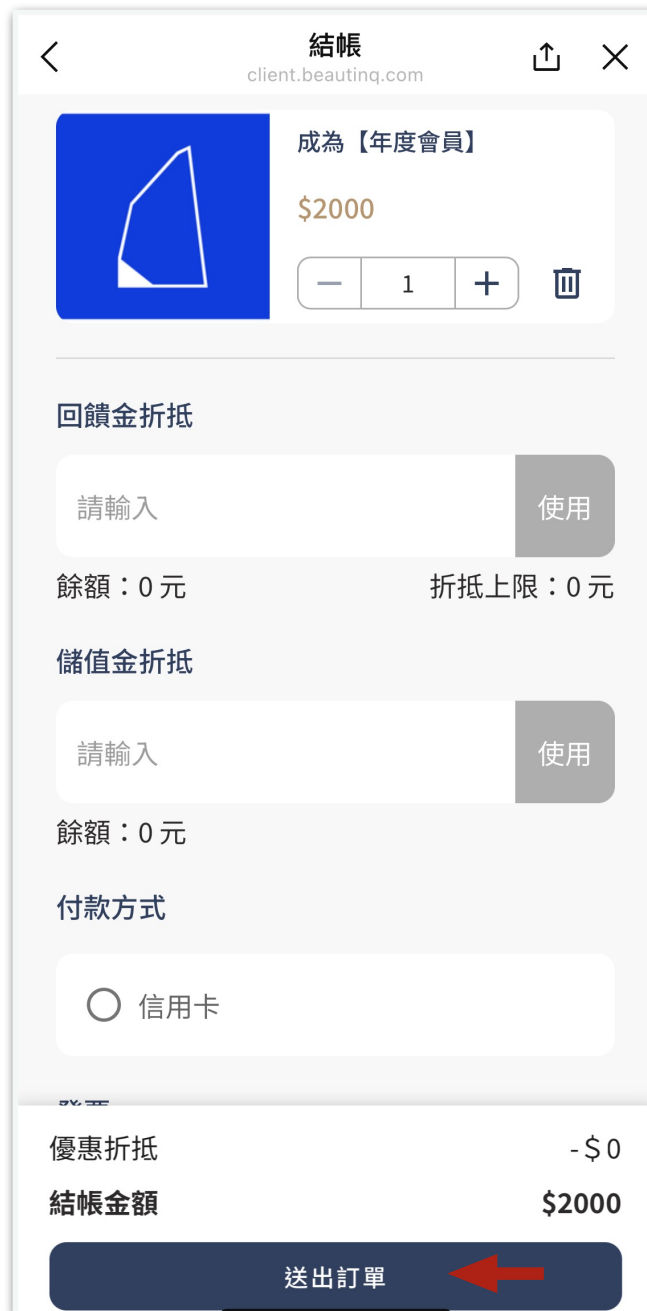 結帳
client.beautinq.com
成為【年度會員】
$2000
1
回饋金折抵
請輸入 使用
餘額：0 元 折抵上限：0 元
儲值金折抵
請輸入 使用
餘額：0 元
付款方式
信用卡
優惠折抵 -＄0
結帳金額 $2000
送出訂單